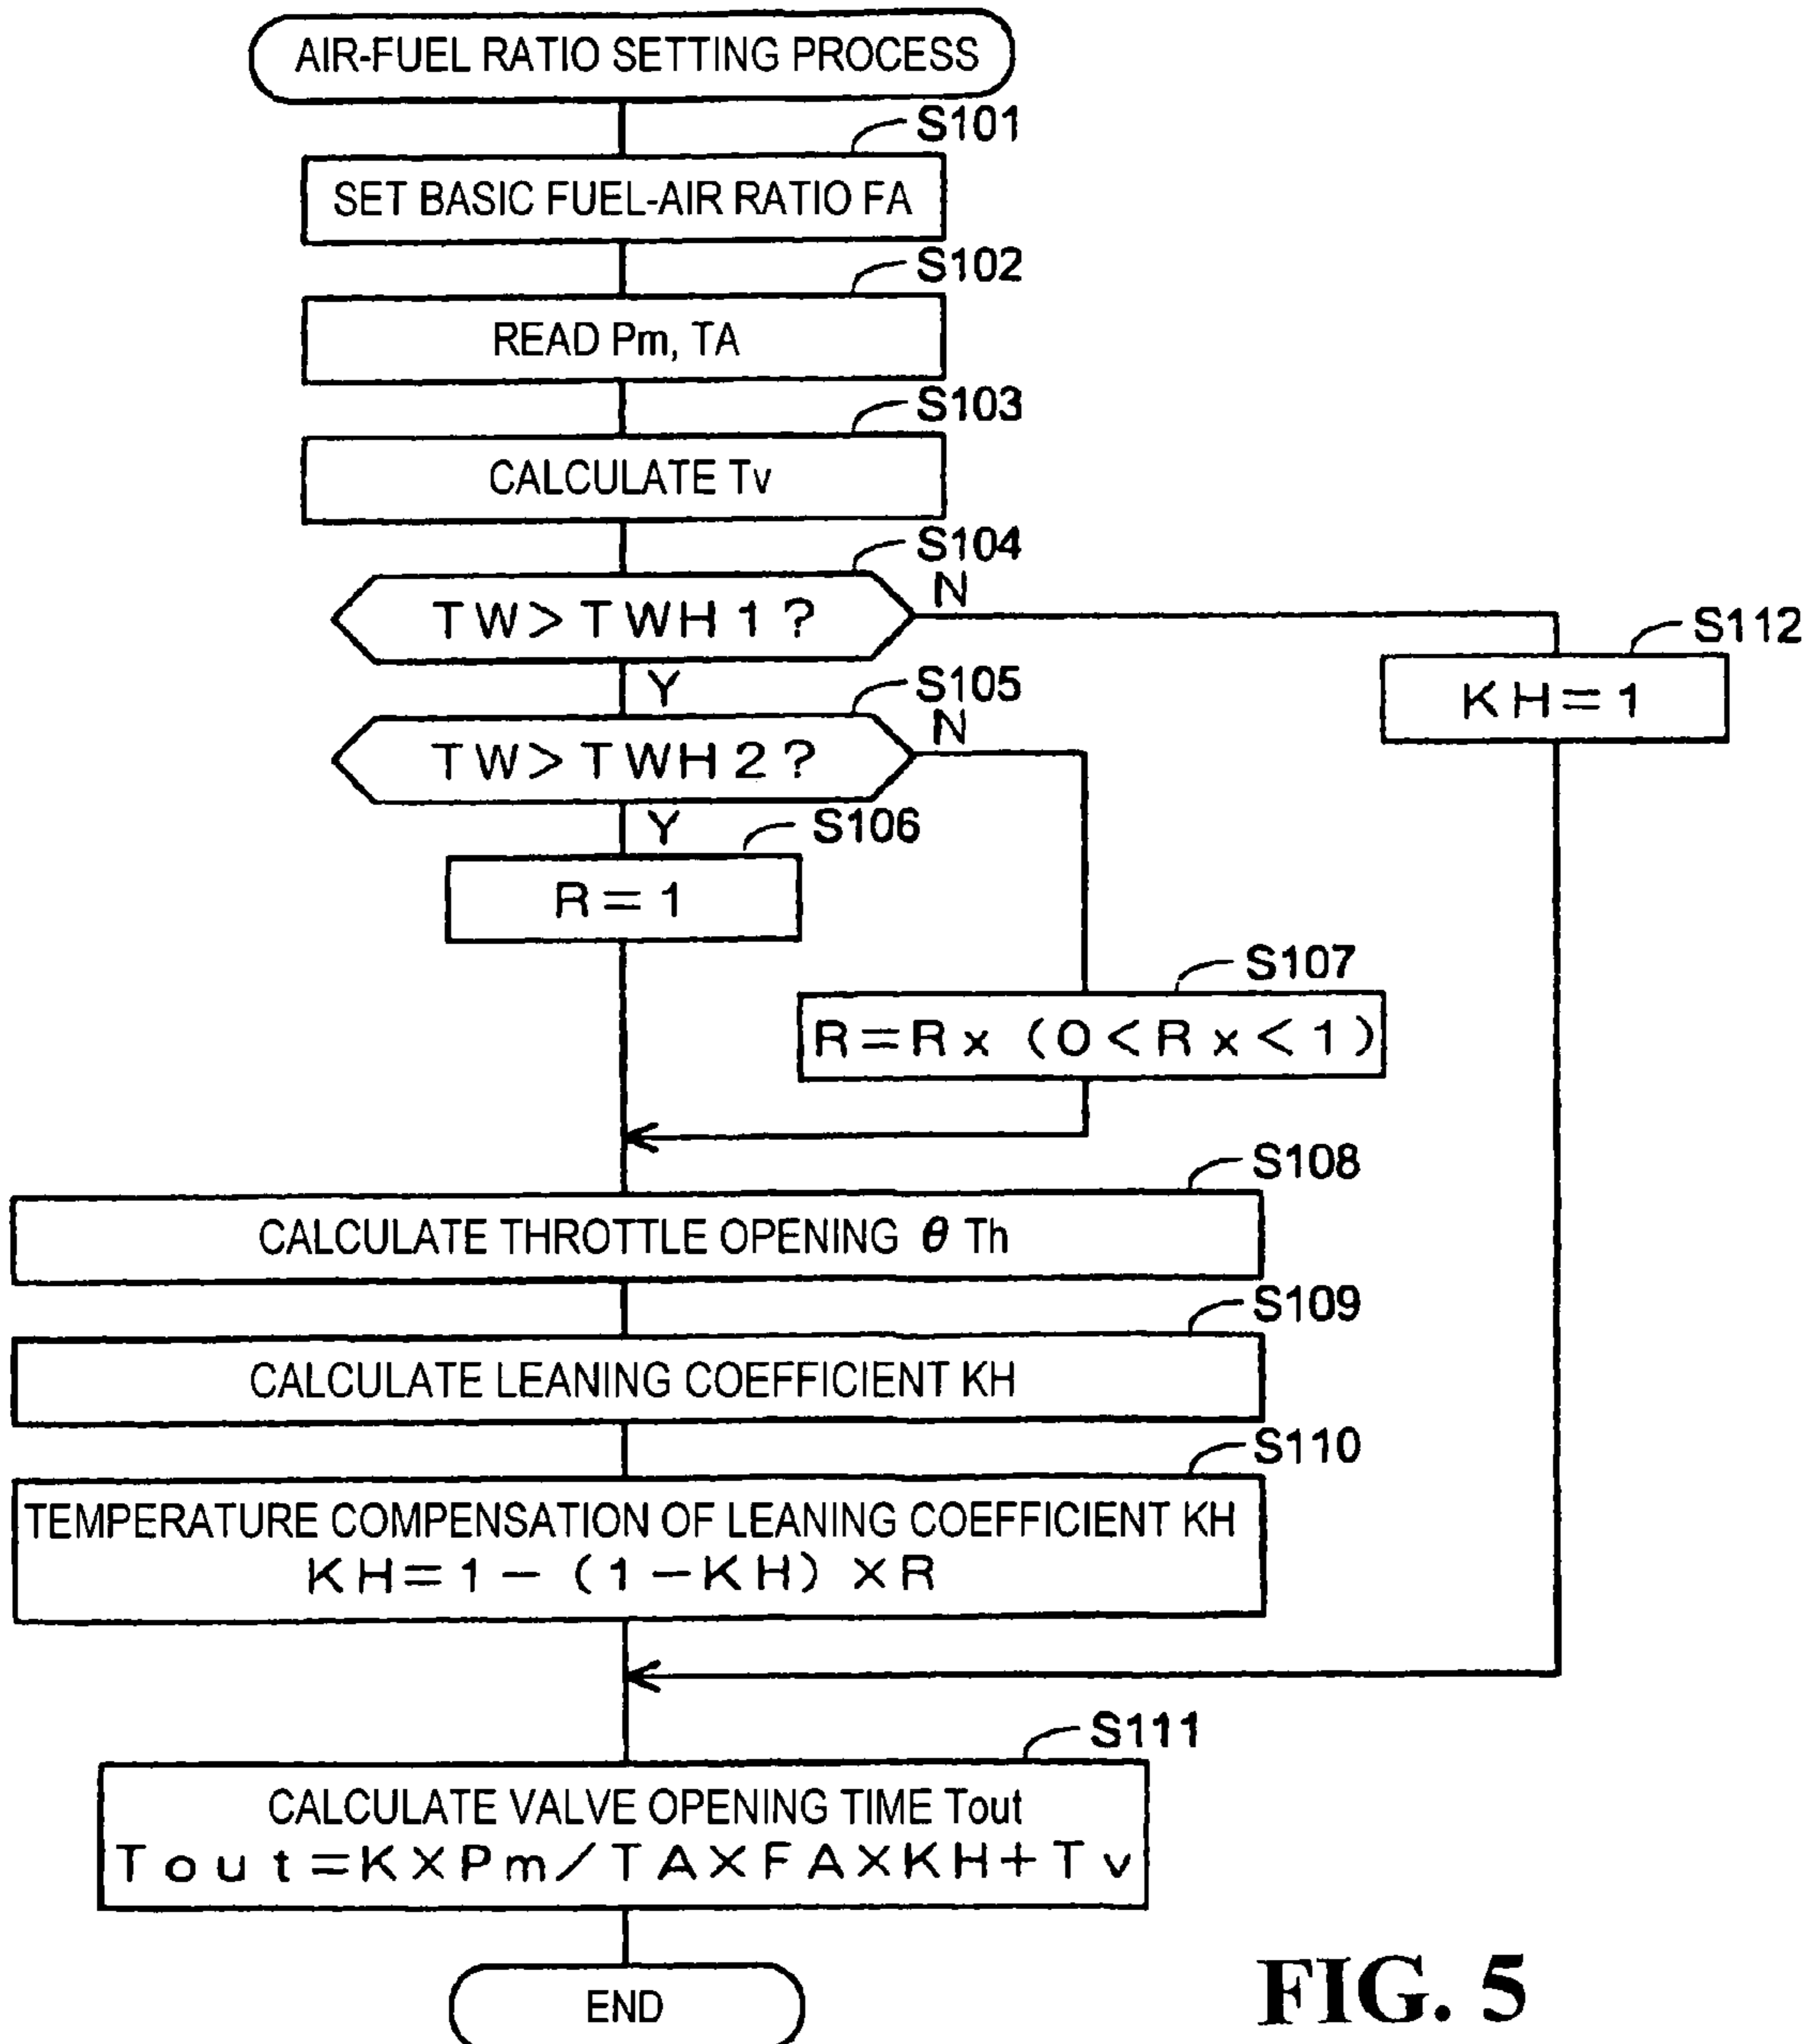 AIR-FUEL RATIO SETTING PROCESS
S101
SET BASIC FUEL-AIR RATIO FA
S102
READ Pm, TA
S103
CALCULATE Tv
S104
TW>TWH1?
N
S112
KH=1
Y
S105
TW>TWH2?
N
Y
S106
R=1
S107
R=Rx (0<Rx<1)
S108
CALCULATE THROTTLE OPENING θ Th
S109
CALCULATE LEANING COEFFICIENT KH
S110
TEMPERATURE COMPENSATION OF LEANING COEFFICIENT KH
KH=1-(1-KH)×R
S111
CALCULATE VALVE OPENING TIME Tout
Tout=K×Pm/TA×FA×KH+Tv
END
FIG. 5